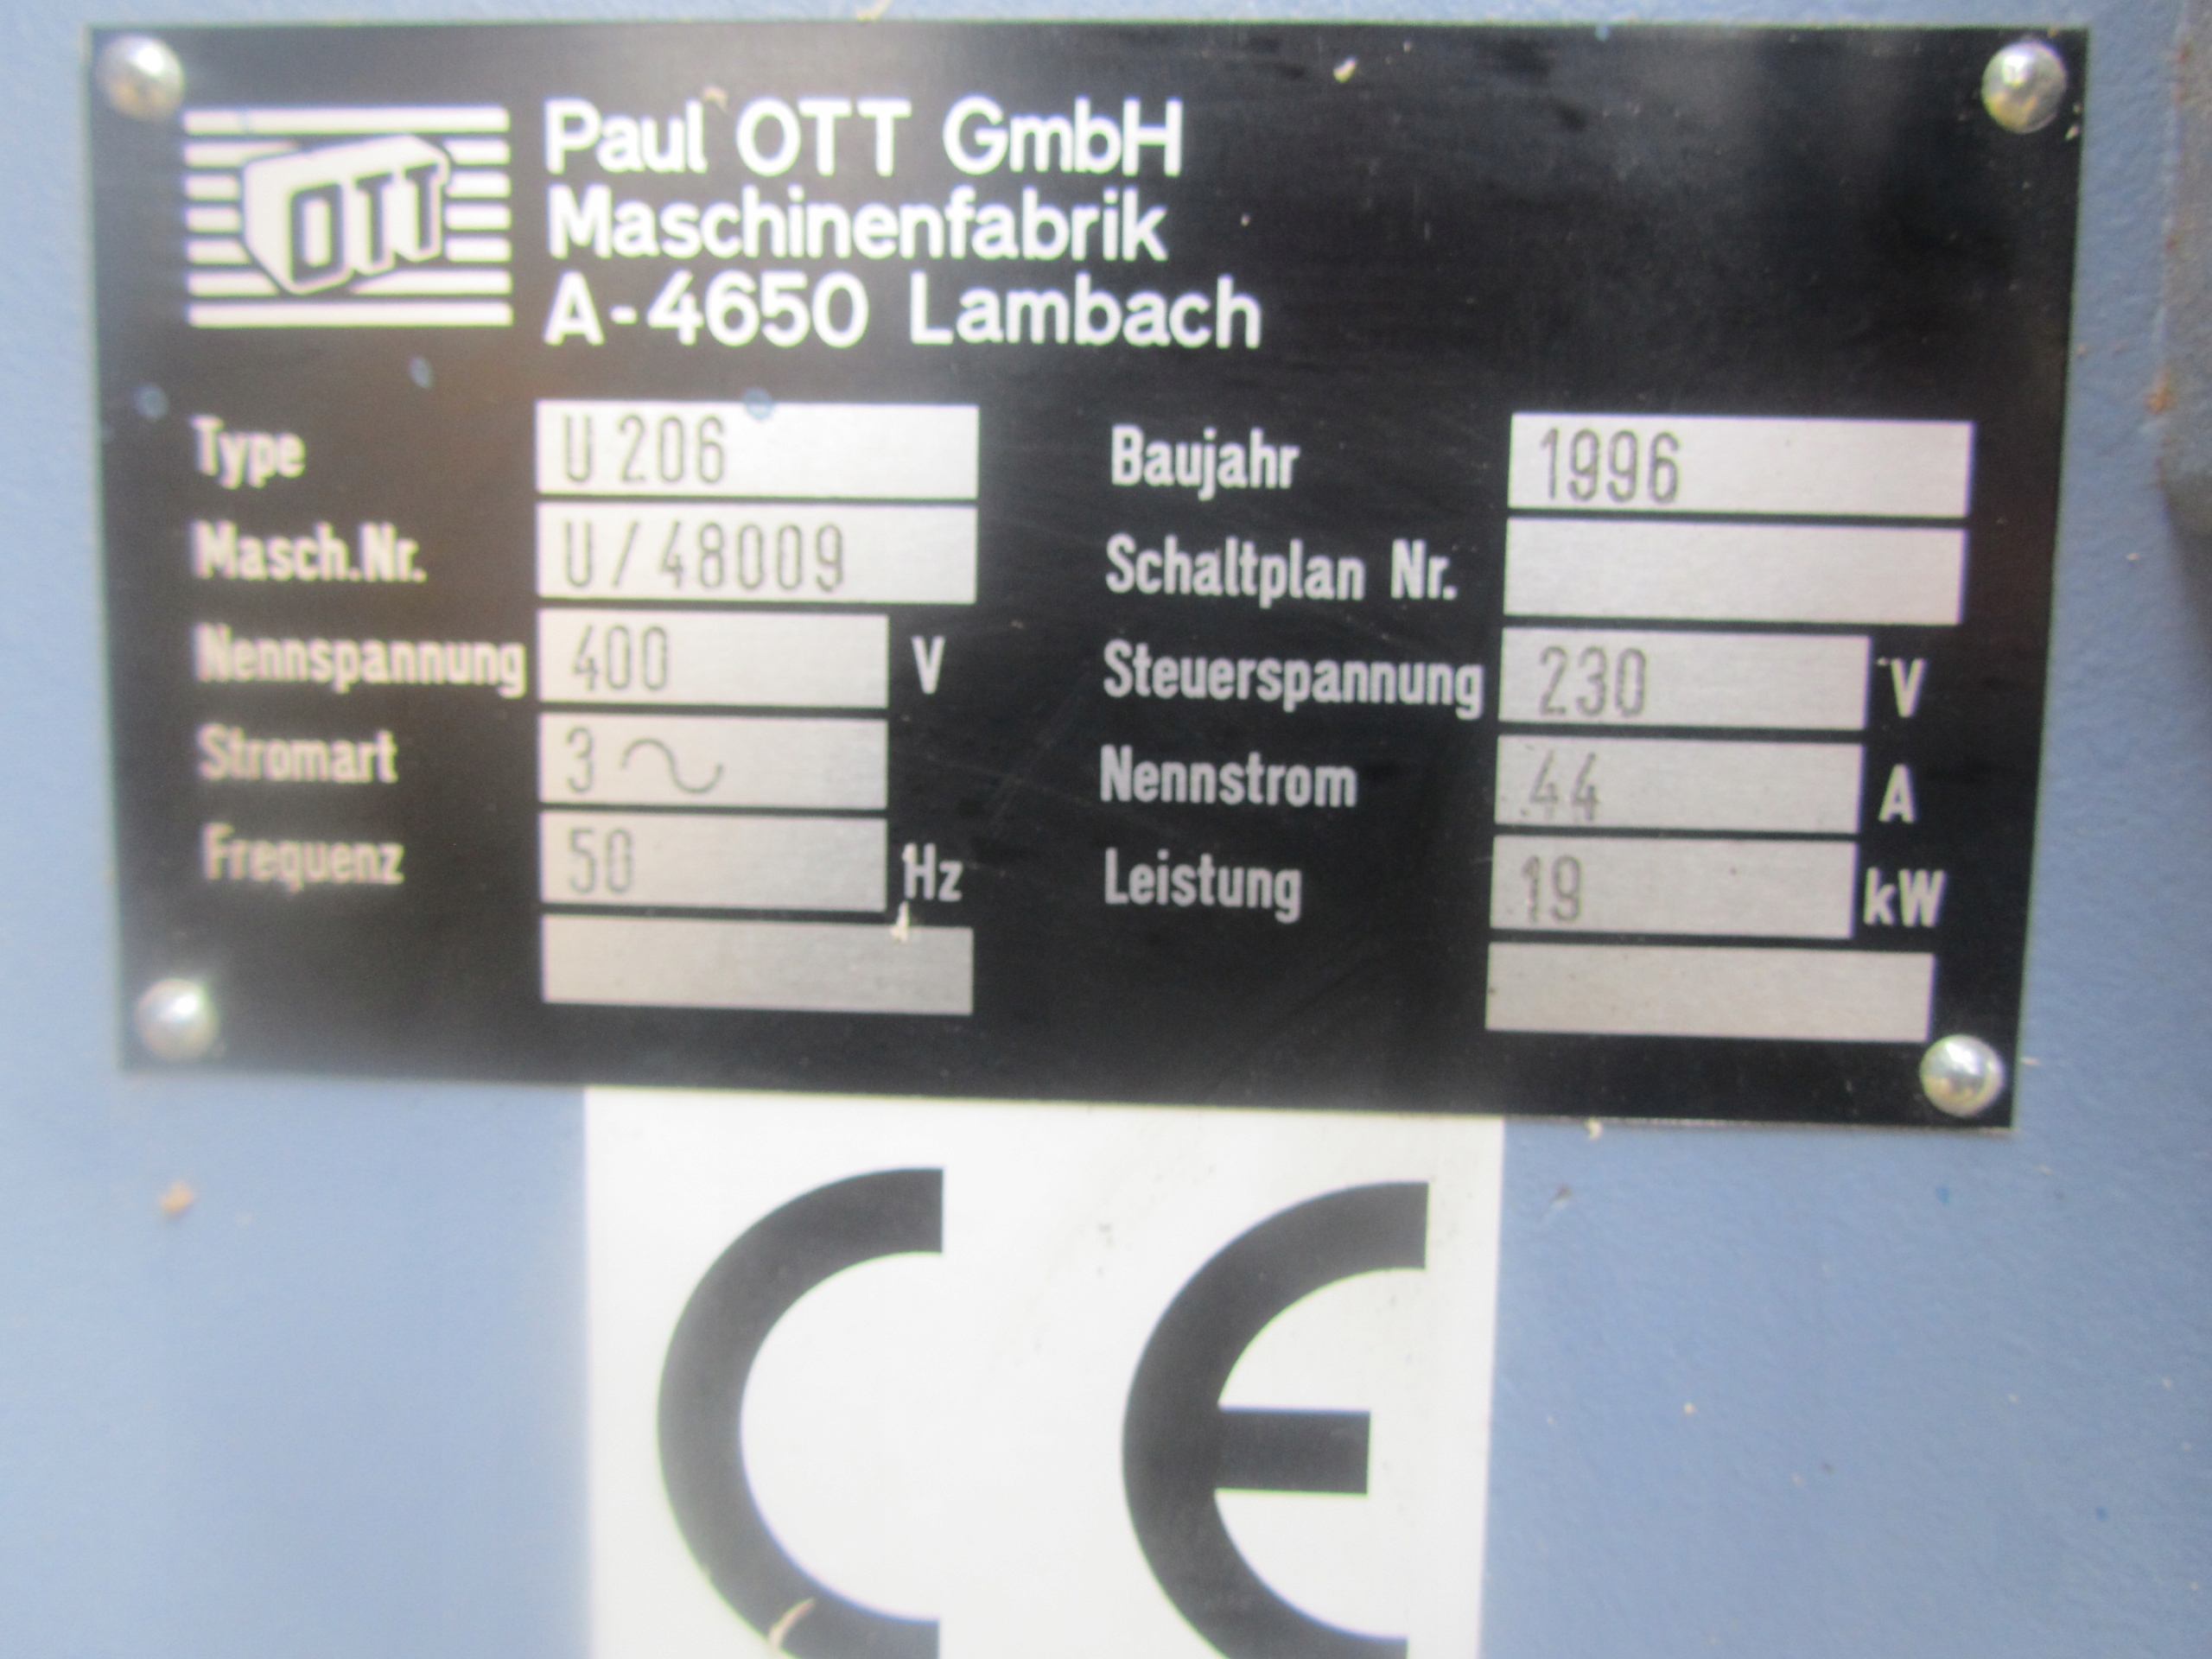 OTT
Paul OTT GmbH
Maschinenfabrik
A-4650 Lambach
Type U 206
Masch.Nr. U/48009
Nennspannung 400 V
Stromart 3~
Frequenz 50 Hz
Baujahr 1996
Schaltplan Nr.
Steuerspannung 230 V
Nennstrom 44 A
Leistung 19 kW
CE